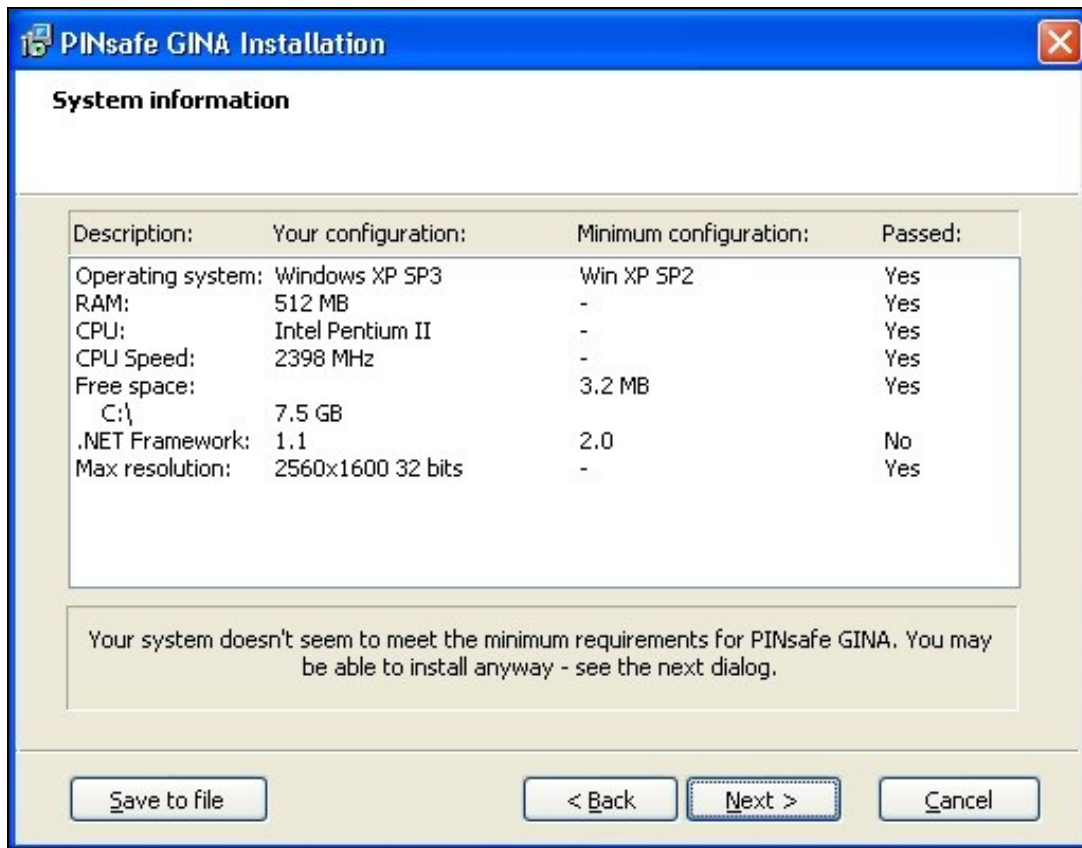 PINsafe GINA Installation
System information
Description: Your configuration: Minimum configuration: Passed:
Operating system: Windows XP SP3 Win XP SP2 Yes
RAM: 512 MB - Yes
CPU: Intel Pentium II - Yes
CPU Speed: 2398 MHz - Yes
Free space: 3.2 MB Yes
C:\ 7.5 GB
.NET Framework: 1.1 2.0 No
Max resolution: 2560x1600 32 bits - Yes
Your system doesn't seem to meet the minimum requirements for PINsafe GINA. You may
be able to install anyway - see the next dialog.
Save to file < Back Next > Cancel